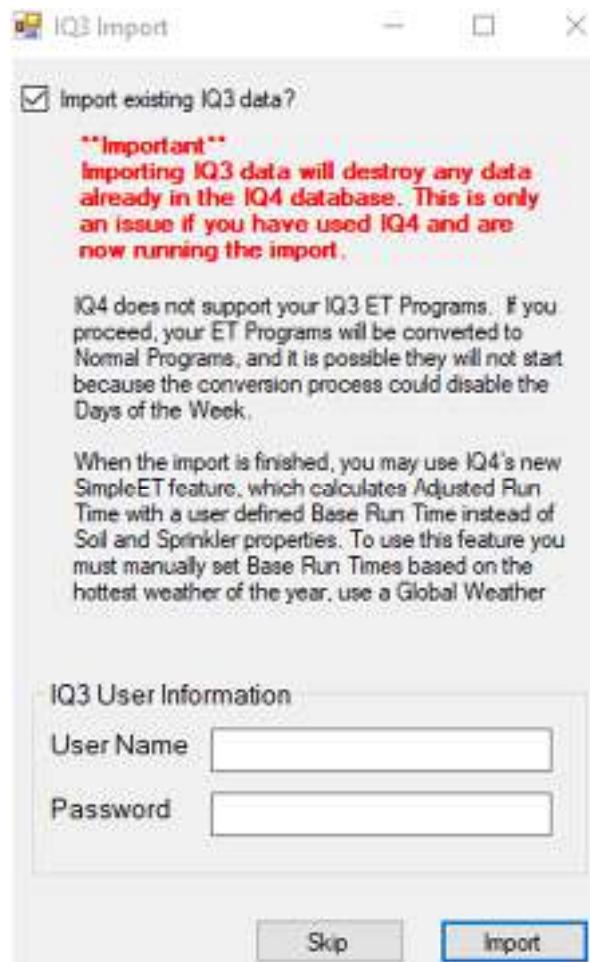 IQ3 Import
Import existing IQ3 data?
**Important**
Importing IQ3 data will destroy any data
already in the IQ4 database. This is only
an issue if you have used IQ4 and are
now running the import.
IQ4 does not support your IQ3 ET Programs. If you
proceed, your ET Programs will be converted to
Normal Programs, and it is possible they will not start
because the conversion process could disable the
Days of the Week.
When the import is finished, you may use IQ4's new
SimpleET feature, which calculates Adjusted Run
Time with a user defined Base Run Time instead of
Soil and Sprinkler properties. To use this feature you
must manually set Base Run Times based on the
hottest weather of the year, use a Global Weather
IQ3 User Information
User Name
Password
Skip Import